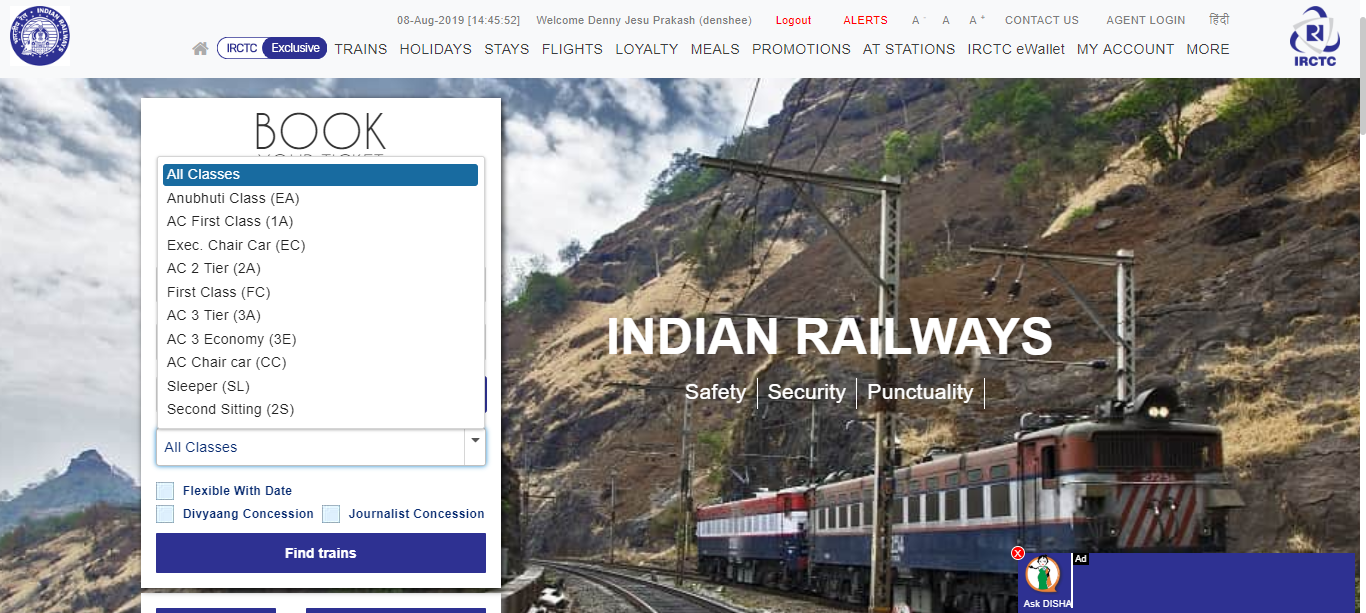 08-Aug-2019 [14:45:52] Welcome Denny Jesu Prakash (denshee) Logout ALERTS A- A A+ CONTACT US AGENT LOGIN हिंदी
IRCTC Exclusive TRAINS HOLIDAYS STAYS FLIGHTS LOYALTY MEALS PROMOTIONS AT STATIONS IRCTC eWallet MY ACCOUNT MORE
INDIAN RAILWAYS
IRCTC
BOOK
All Classes
Anubhuti Class (EA)
AC First Class (1A)
Exec. Chair Car (EC)
AC 2 Tier (2A)
First Class (FC)
AC 3 Tier (3A)
AC 3 Economy (3E)
AC Chair car (CC)
Sleeper (SL)
Second Sitting (2S)
All Classes
Flexible With Date
Divyaang Concession Journalist Concession
Find trains
INDIAN RAILWAYS
Safety Security Punctuality
Ad
Ask DISHA